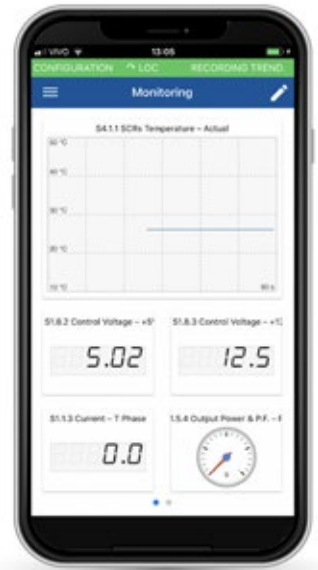 VIVO 13:05
CONFIGURATION LOC RECORDING TREND
Monitoring
S4.1.1 SCRs Temperature – Actual
50 °C
40 °C
30 °C
20 °C
10 °C 60 s
S1.8.2 Control Voltage – +5 S1.8.3 Control Voltage – +1
5.02 12.5
S1.1.3 Current – T Phase 1.5.4 Output Power & P.F. –
0.0